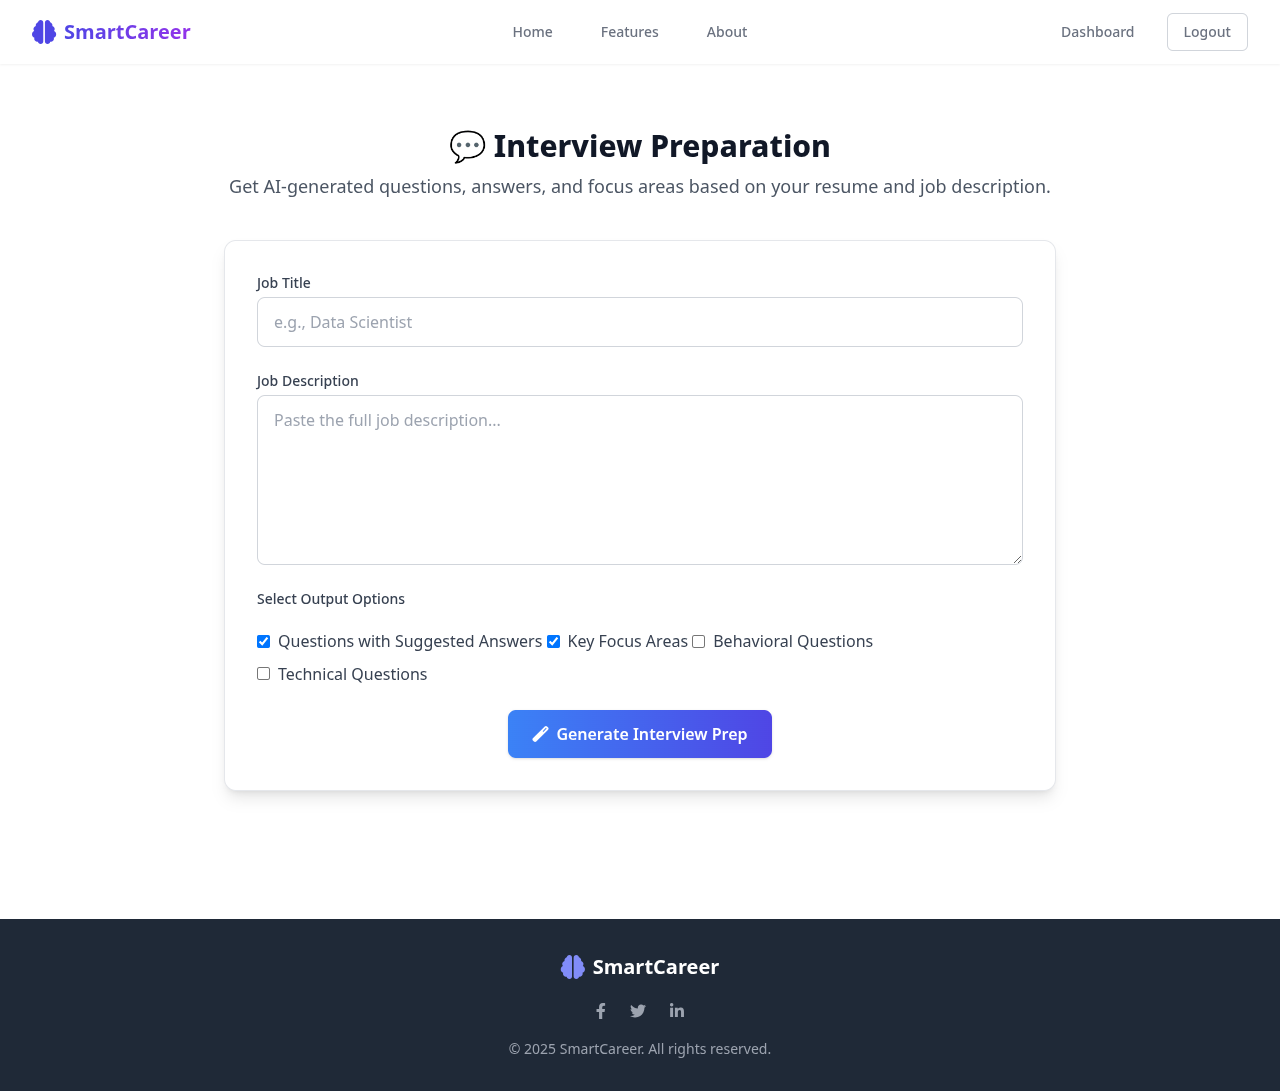 SmartCareer
Home
Features
About
Dashboard
Logout
💬 Interview Preparation
Get AI-generated questions, answers, and focus areas based on your resume and job description.
Job Title
e.g., Data Scientist
Job Description
Paste the full job description...
Select Output Options
Questions with Suggested Answers
Key Focus Areas
Behavioral Questions
Technical Questions
Generate Interview Prep
SmartCareer
© 2025 SmartCareer. All rights reserved.